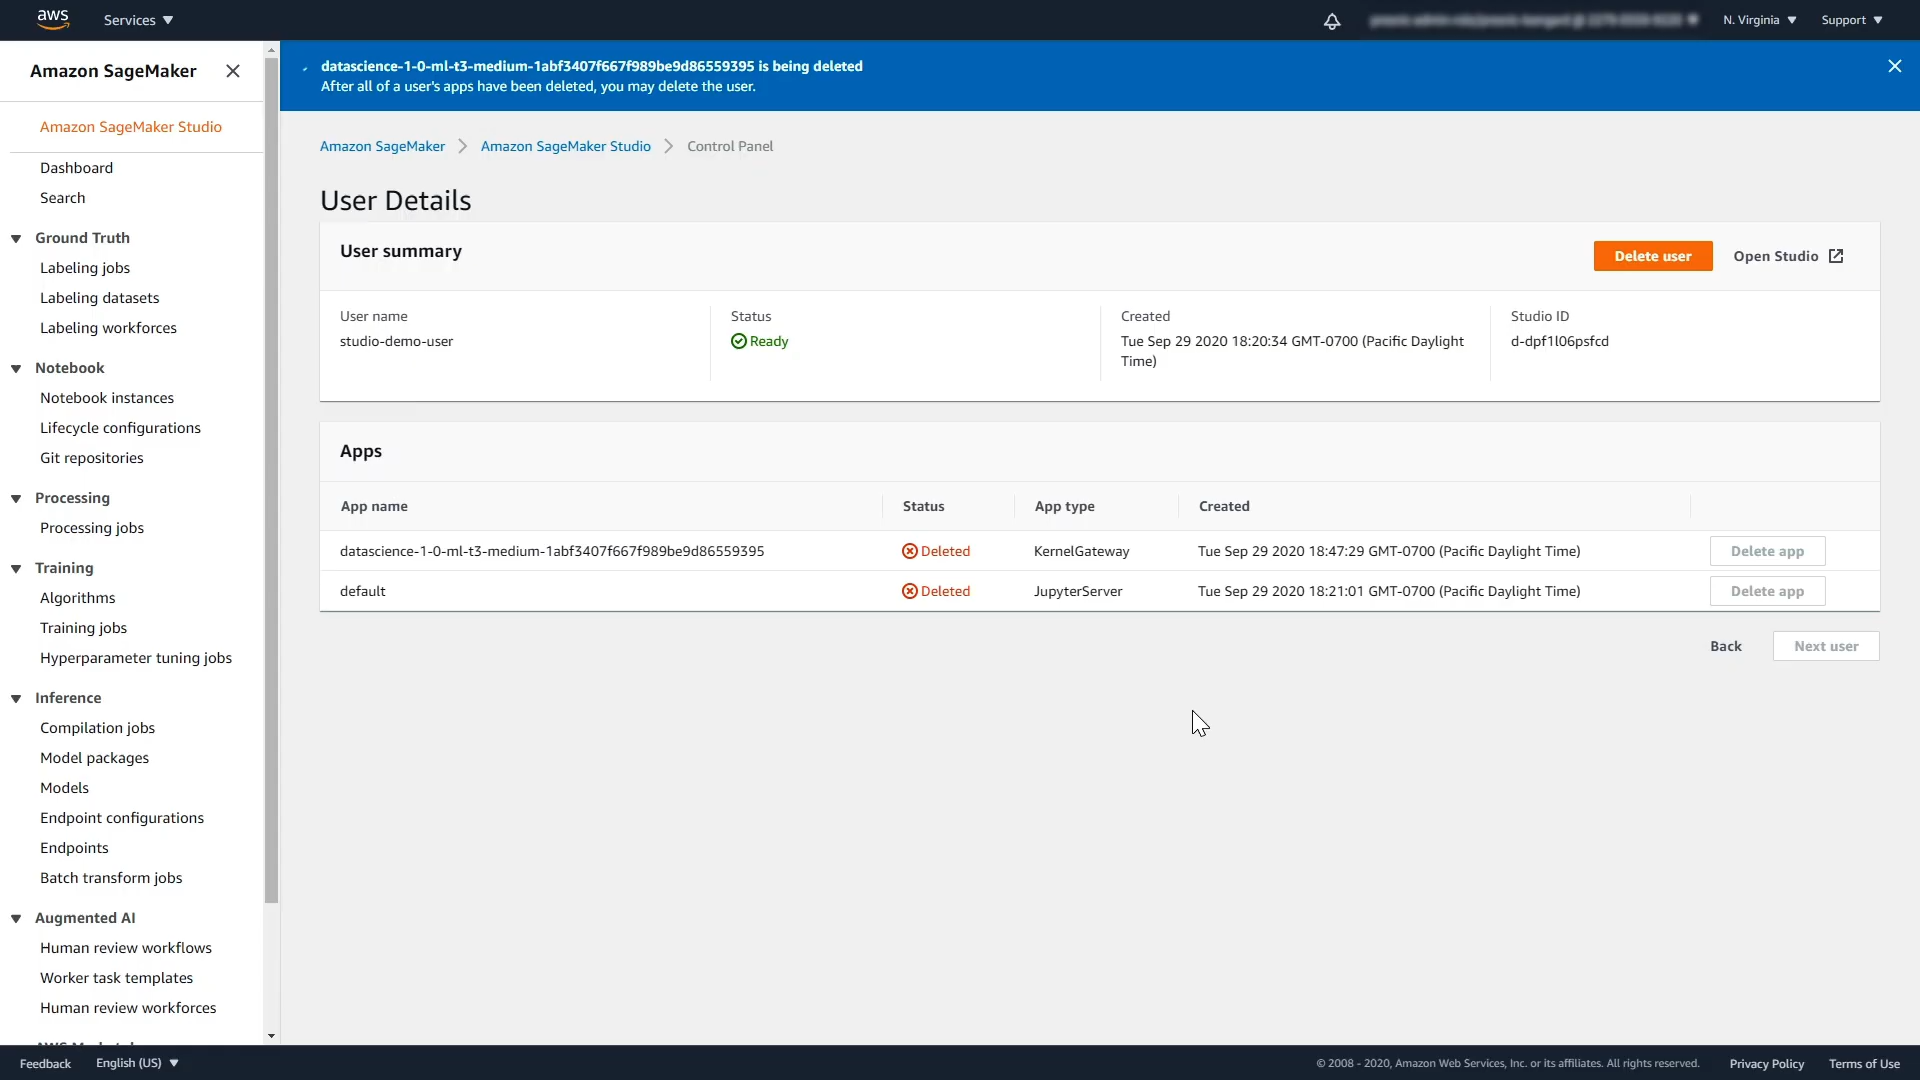 aws
Services
N. Virginia
Support
Amazon SageMaker
Amazon SageMaker Studio
Dashboard
Search
Ground Truth
Labeling jobs
Labeling datasets
Labeling workforces
Notebook
Notebook instances
Lifecycle configurations
Git repositories
Processing
Processing jobs
Training
Algorithms
Training jobs
Hyperparameter tuning jobs
Inference
Compilation jobs
Model packages
Models
Endpoint configurations
Endpoints
Batch transform jobs
Augmented AI
Human review workflows
Worker task templates
Human review workforces
datascience-1-0-ml-t3-medium-1abf3407f667f989be9d86559395 is being deleted
After all of a user's apps have been deleted, you may delete the user.
Amazon SageMaker Amazon SageMaker Studio Control Panel
User Details
User summary
Delete user
Open Studio
User name
studio-demo-user
Status
Ready
Created
Tue Sep 29 2020 18:20:34 GMT-0700 (Pacific Daylight
Time)
Studio ID
d-dpf1l06psfcd
Apps
App name Status App type Created
datascience-1-0-ml-t3-medium-1abf3407f667f989be9d86559395 Deleted KernelGateway Tue Sep 29 2020 18:47:29 GMT-0700 (Pacific Daylight Time) Delete app
default Deleted JupyterServer Tue Sep 29 2020 18:21:01 GMT-0700 (Pacific Daylight Time) Delete app
Back Next user
Feedback English (US) © 2008 - 2020, Amazon Web Services, Inc. or its affiliates. All rights reserved. Privacy Policy Terms of Use